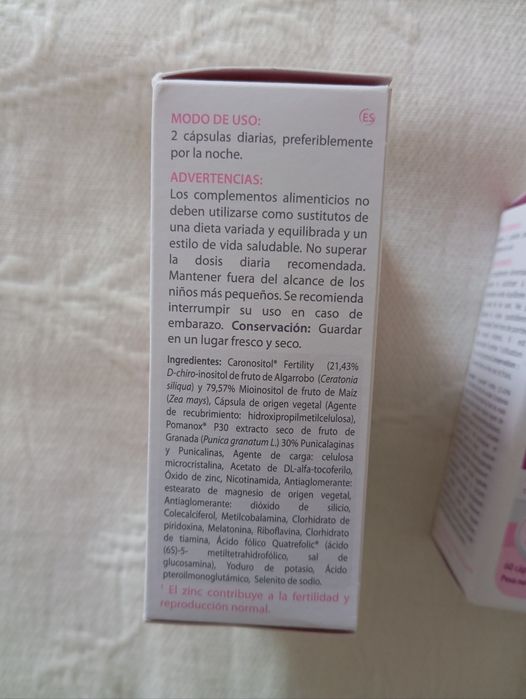 MODO DE USO:
ES
2 cápsulas diarias, preferiblemente
por la noche.
ADVERTENCIAS:
Los complementos alimenticios no
deben utilizarse como sustitutos de
una dieta variada y equilibrada y un
estilo de vida saludable. No superar
la dosis diaria recomendada.
Mantener fuera del alcance de los
niños más pequeños. Se recomienda
interrumpir su uso en caso de
embarazo. Conservación: Guardar
en un lugar fresco y seco.
Ingredientes: Caronositol® Fertility (21,43%
D-chiro-inositol de fruto de Algarrobo (Ceratonia
siliqua) y 79,57% Mioinositol de fruto de Maíz
(Zea mays), Cápsula de origen vegetal (Agente
de recubrimiento: hidroxipropilmetilcelulosa),
Pomanox® P30 extracto seco de fruto de
Granada (Punica granatum L.) 30% Punicalaginas
y Punicalinas, Agente de carga: celulosa
microcristalina, Acetato de DL-alfa-tocoferilo,
Óxido de zinc, Nicotinamida, Antiaglomerante:
estearato de magnesio de origen vegetal,
Antiaglomerante: dióxido de silicio,
Colecalciferol, Metilcobalamina, Clorhidrato de
piridoxina, Melatonina, Riboflavina, Clorhidrato
de tiamina, Ácido fólico Quatrefolic® (ácido
(6S)-5- metiltetrahidrofólico, sal de
glucosamina), Yoduro de potasio, Ácido
pteroilmonoglutámico, Selenito de sodio.
¹ El zinc contribuye a la fertilidad y
reproducción normal.